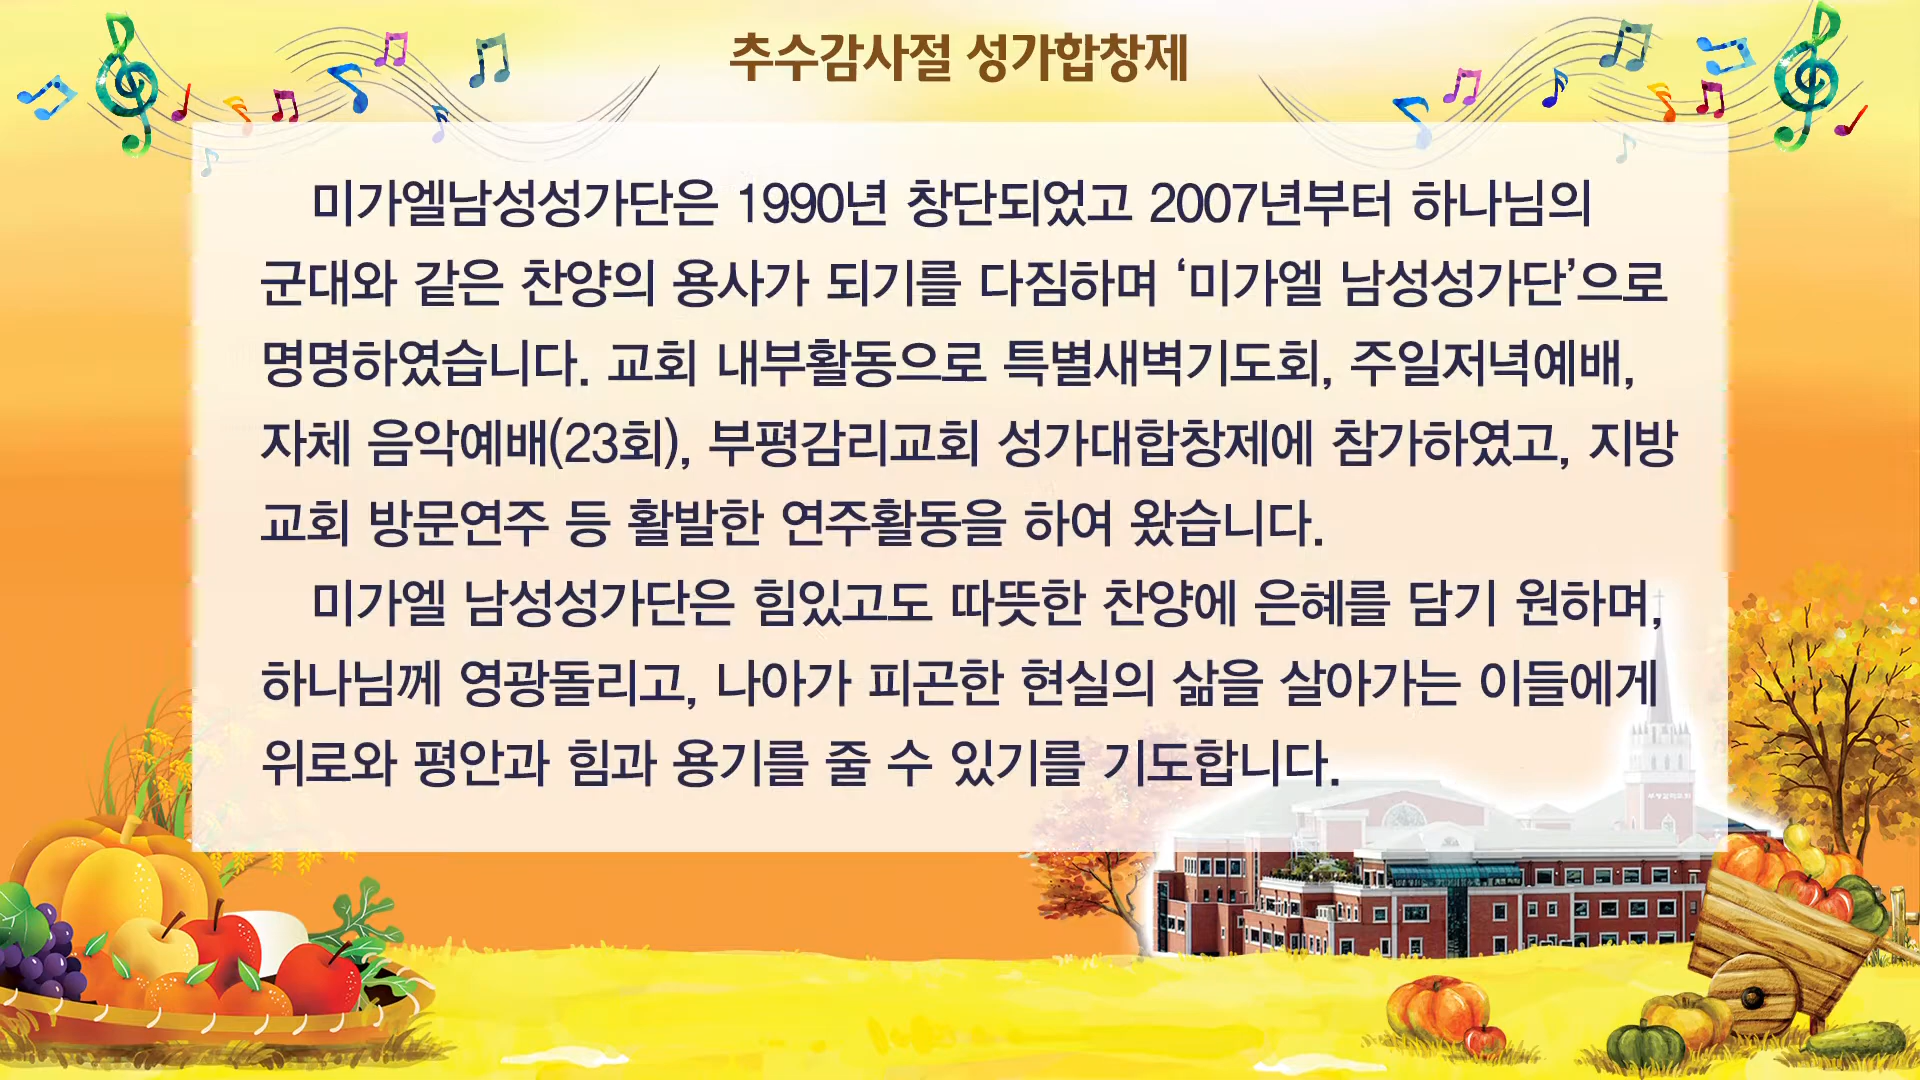 추수감사절 성가합창제
미가엘남성성가단은 1990년 창단되었고 2007년부터 하나님의
군대와 같은 찬양의 용사가 되기를 다짐하며 ‘미가엘 남성성가단’으로
명명하였습니다. 교회 내부활동으로 특별새벽기도회, 주일저녁예배,
자체 음악예배(23회), 부평감리교회 성가대합창제에 참가하였고, 지방
교회 방문연주 등 활발한 연주활동을 하여 왔습니다.
미가엘 남성성가단은 힘있고도 따뜻한 찬양에 은혜를 담기 원하며,
하나님께 영광돌리고, 나아가 피곤한 현실의 삶을 살아가는 이들에게
위로와 평안과 힘과 용기를 줄 수 있기를 기도합니다.
부평감리교회